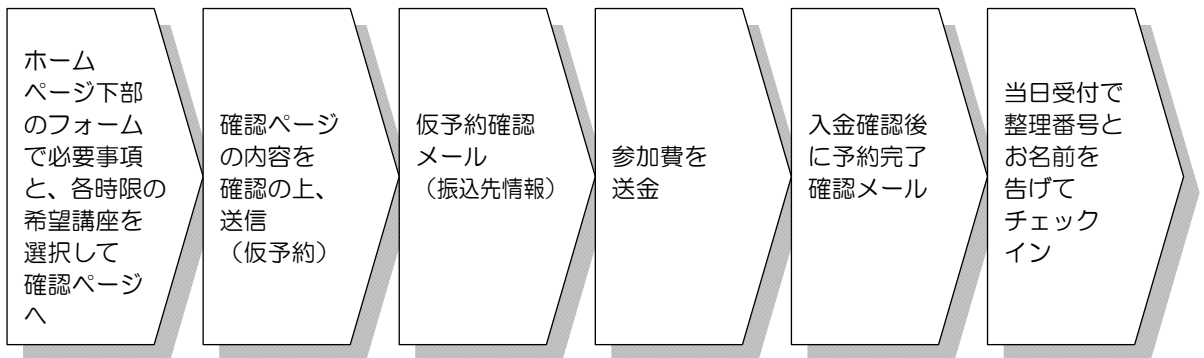 ホーム
ページ下部
のフォーム
で必要事項
と、各時限の
希望講座を
選択して
確認ページ
へ
確認ページ
の内容を
確認の上、
送信
（仮予約）
仮予約確認
メール
（振込先情報）
参加費を
送金
入金確認後
に予約完了
確認メール
当日受付で
整理番号と
お名前を
告げて
チェック
イン